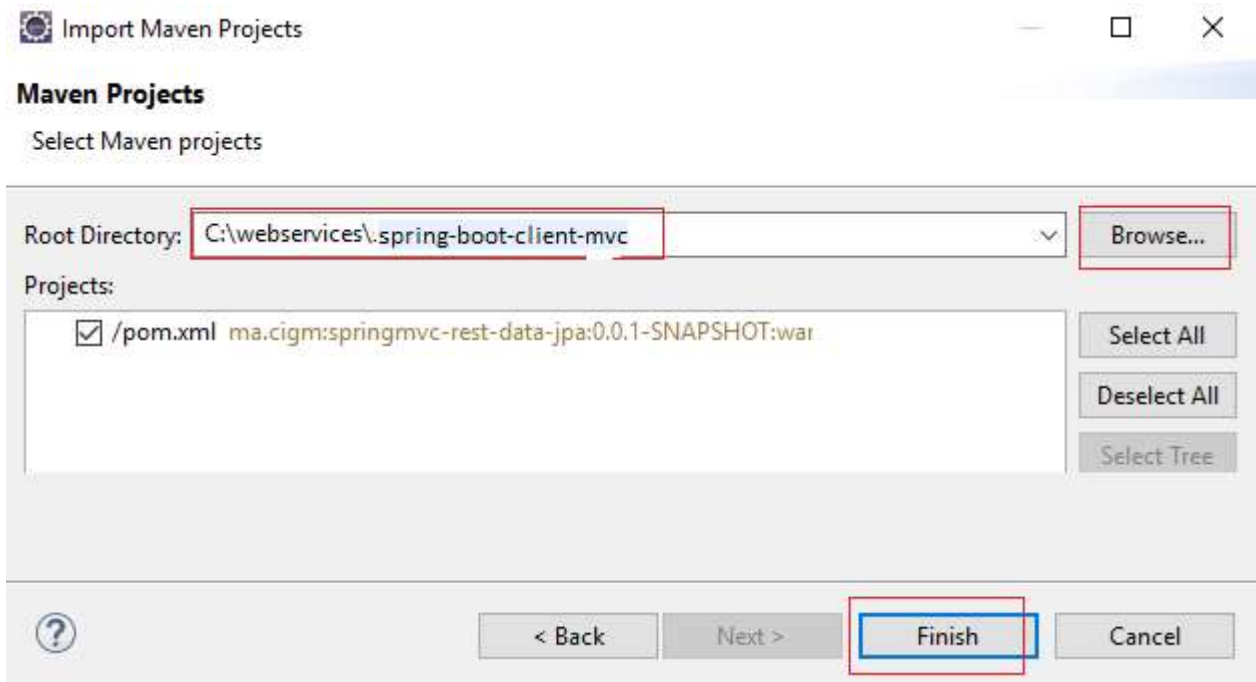 Import Maven Projects
Maven Projects
Select Maven projects
Root Directory: C:\webservices\.spring-boot-client-mvc Browse...
Projects:
/pom.xml ma.cigm:springmvc-rest-data-jpa:0.0.1-SNAPSHOT:war
Select All
Deselect All
Select Tree
? < Back Next > Finish Cancel